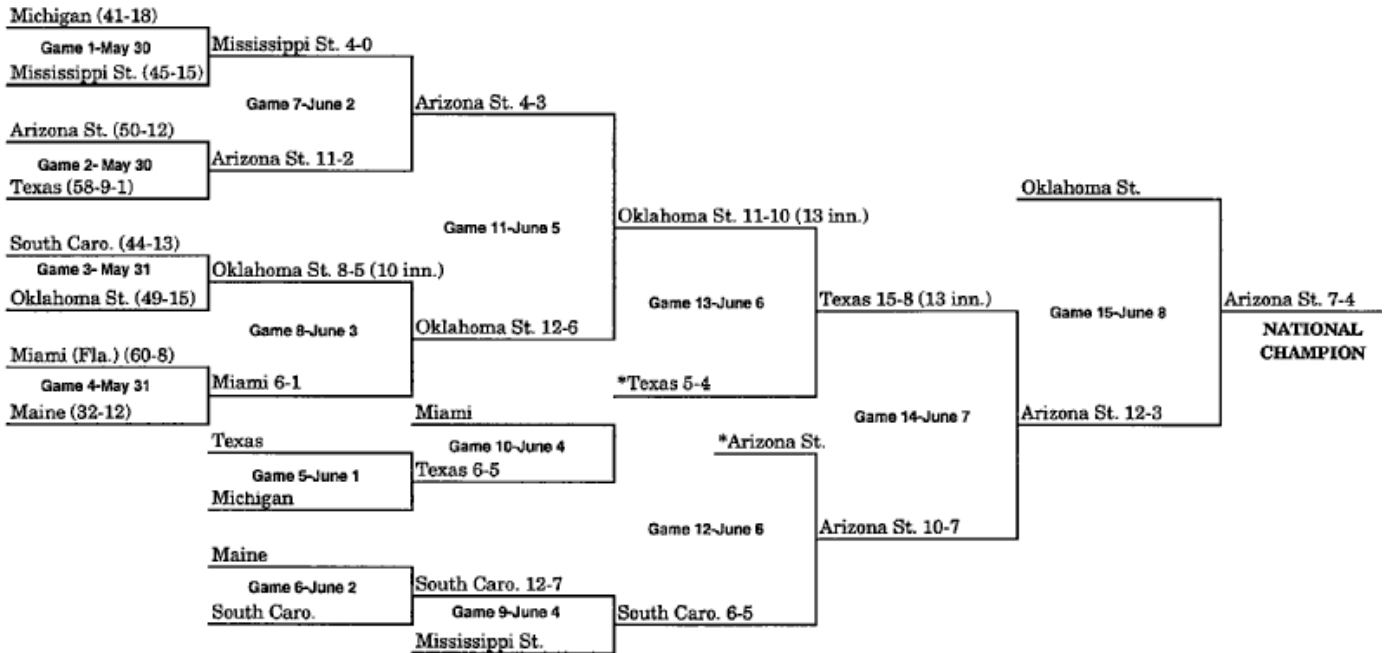 Michigan (41-18)
Game 1-May 30
Mississippi St. 4-0
Mississippi St. (45-15)
Game 7-June 2
Arizona St. 4-3
Arizona St. (50-12)
Game 2- May 30
Arizona St. 11-2
Texas (58-9-1)
Oklahoma St.
Game 11-June 5
Oklahoma St. 11-10 (13 inn.)
South Caro. (44-13)
Game 3- May 31
Oklahoma St. 8-5 (10 inn.)
Oklahoma St. (49-15)
Game 13-June 6
Texas 15-8 (13 inn.)
Game 15-June 8
Arizona St. 7-4
NATIONAL
CHAMPION
Game 8-June 3
Oklahoma St. 12-6
Miami (Fla.) (60-8)
Game 4-May 31
Miami 6-1
*Texas 5-4
Maine (32-12)
Miami
Game 14-June 7
Arizona St. 12-3
Texas
Game 10-June 4
*Arizona St.
Game 5-June 1
Texas 6-5
Michigan
Game 12-June 6
Arizona St. 10-7
Maine
Game 6-June 2
South Caro. 12-7
South Caro.
Game 9-June 4
South Caro. 6-5
Mississippi St.